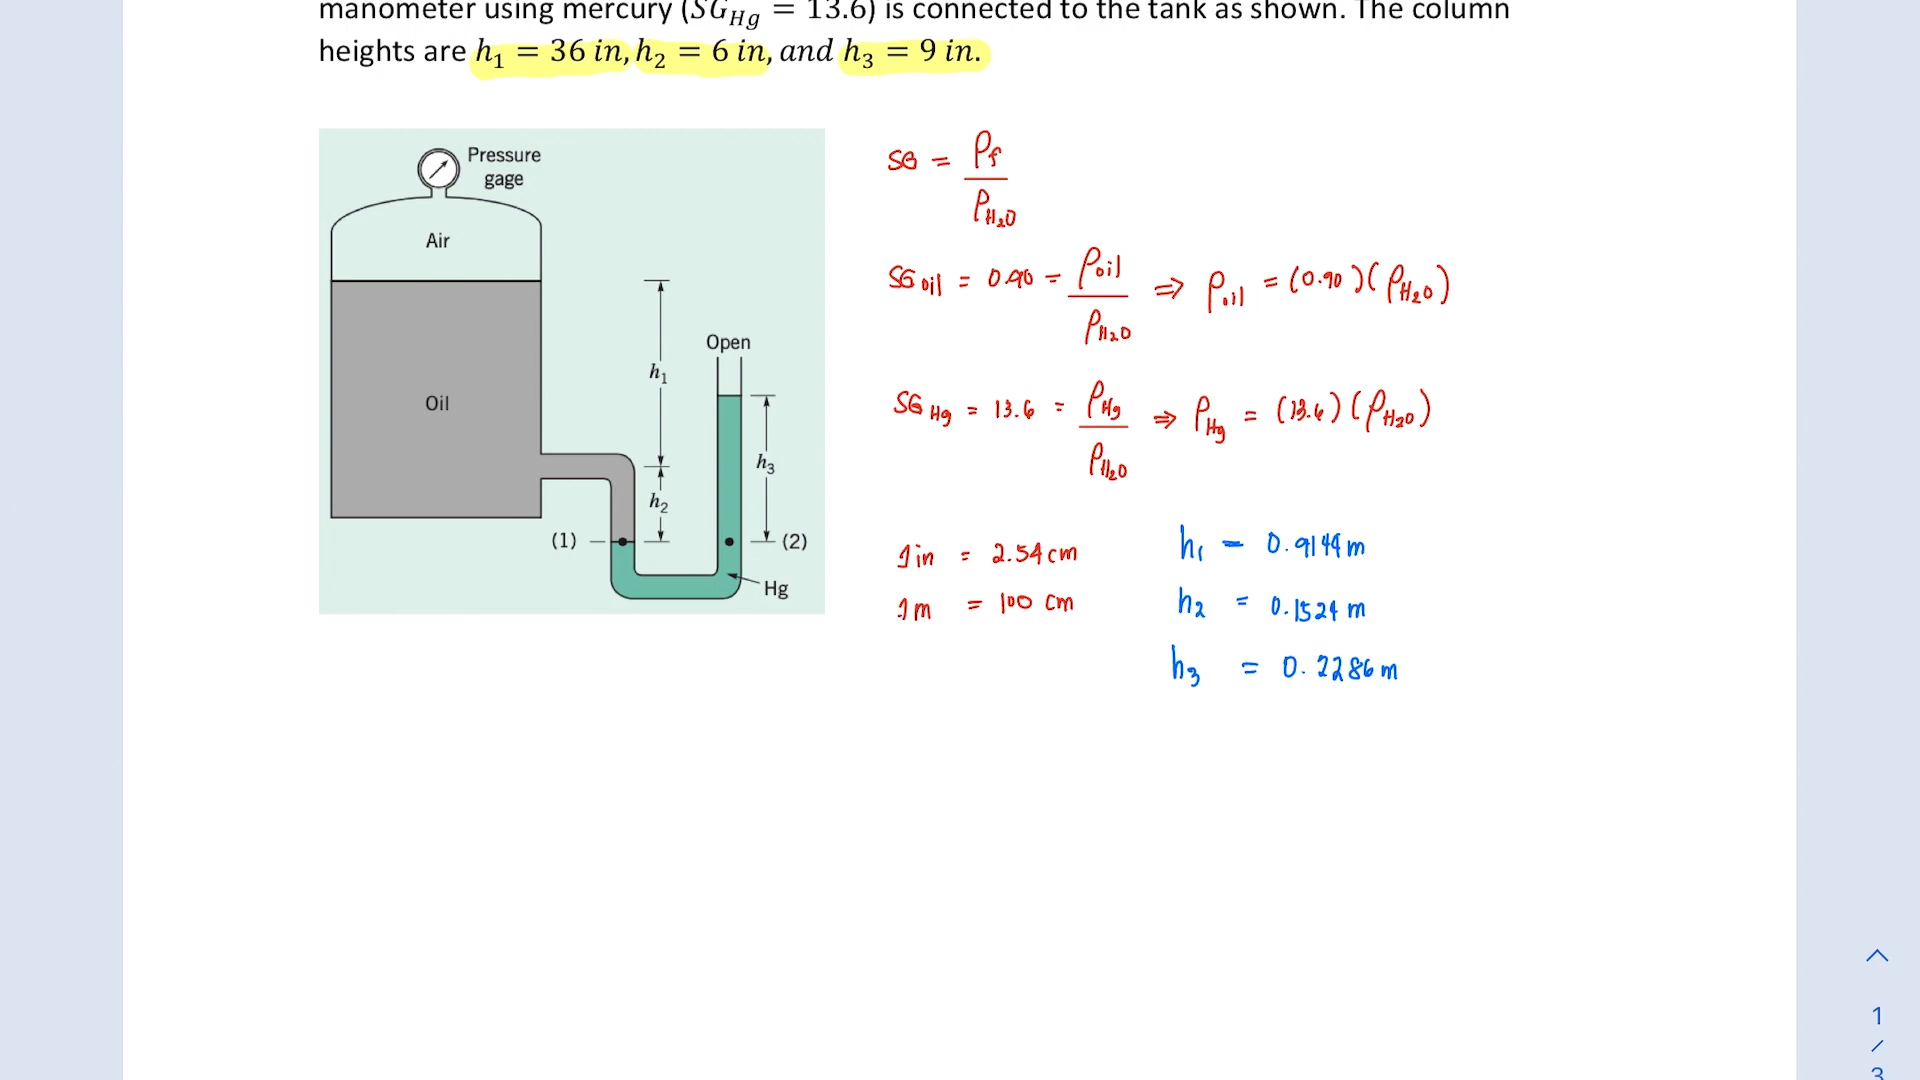 manometer using mercury (SG_Hg = 13.6) is connected to the tank as shown. The column
heights are h₁ = 36 in, h₂ = 6 in, and h₃ = 9 in.
Pressure
gage
Air
Open
h₁
Oil
h₃
h₂
(1)
(2)
Hg
SG = ρf / ρH₂O
SG oil = 0.90 = ρoil / ρH₂O ⇒ ρoil = (0.90)(ρH₂O)
SG Hg = 13.6 = ρHg / ρH₂O ⇒ ρHg = (13.6)(ρH₂O)
1 in = 2.54 cm
1 m = 100 cm
h₁ = 0.9144 m
h₂ = 0.1524 m
h₃ = 0.2286 m
1
/
3